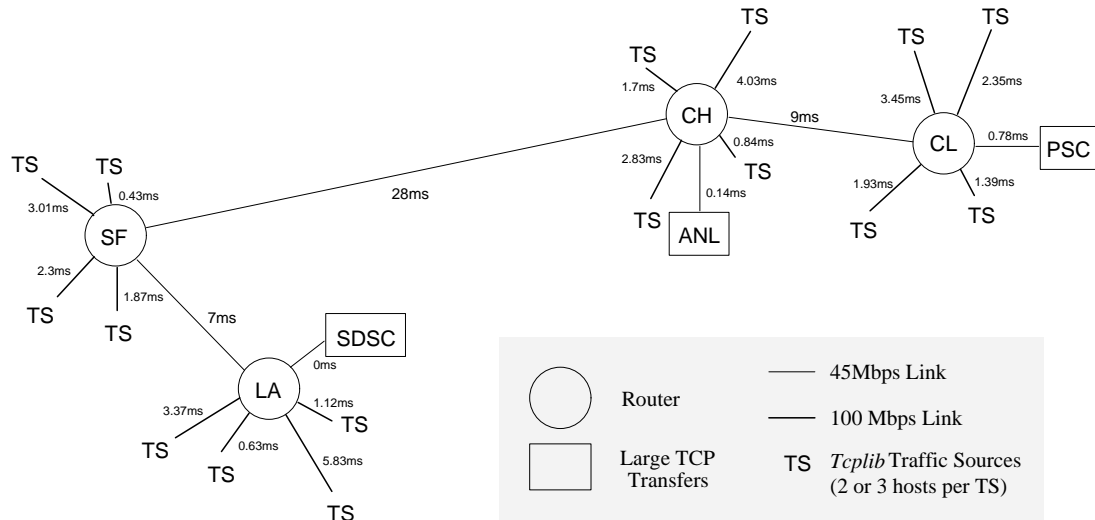 TS
TS
TS
TS
TS
4.03ms
2.35ms
1.7ms
3.45ms
CH
9ms
0.84ms
CL
0.78ms
PSC
TS
TS
2.83ms
TS
1.93ms
1.39ms
0.43ms
0.14ms
3.01ms
28ms
TS
TS
TS
SF
ANL
2.3ms
1.87ms
TS
TS
7ms
SDSC
0ms
LA
3.37ms
1.12ms
TS
TS
0.63ms
TS
5.83ms
TS
Router
Large TCP
Transfers
45Mbps Link
100 Mbps Link
TS
Tcplib Traffic Sources
(2 or 3 hosts per TS)